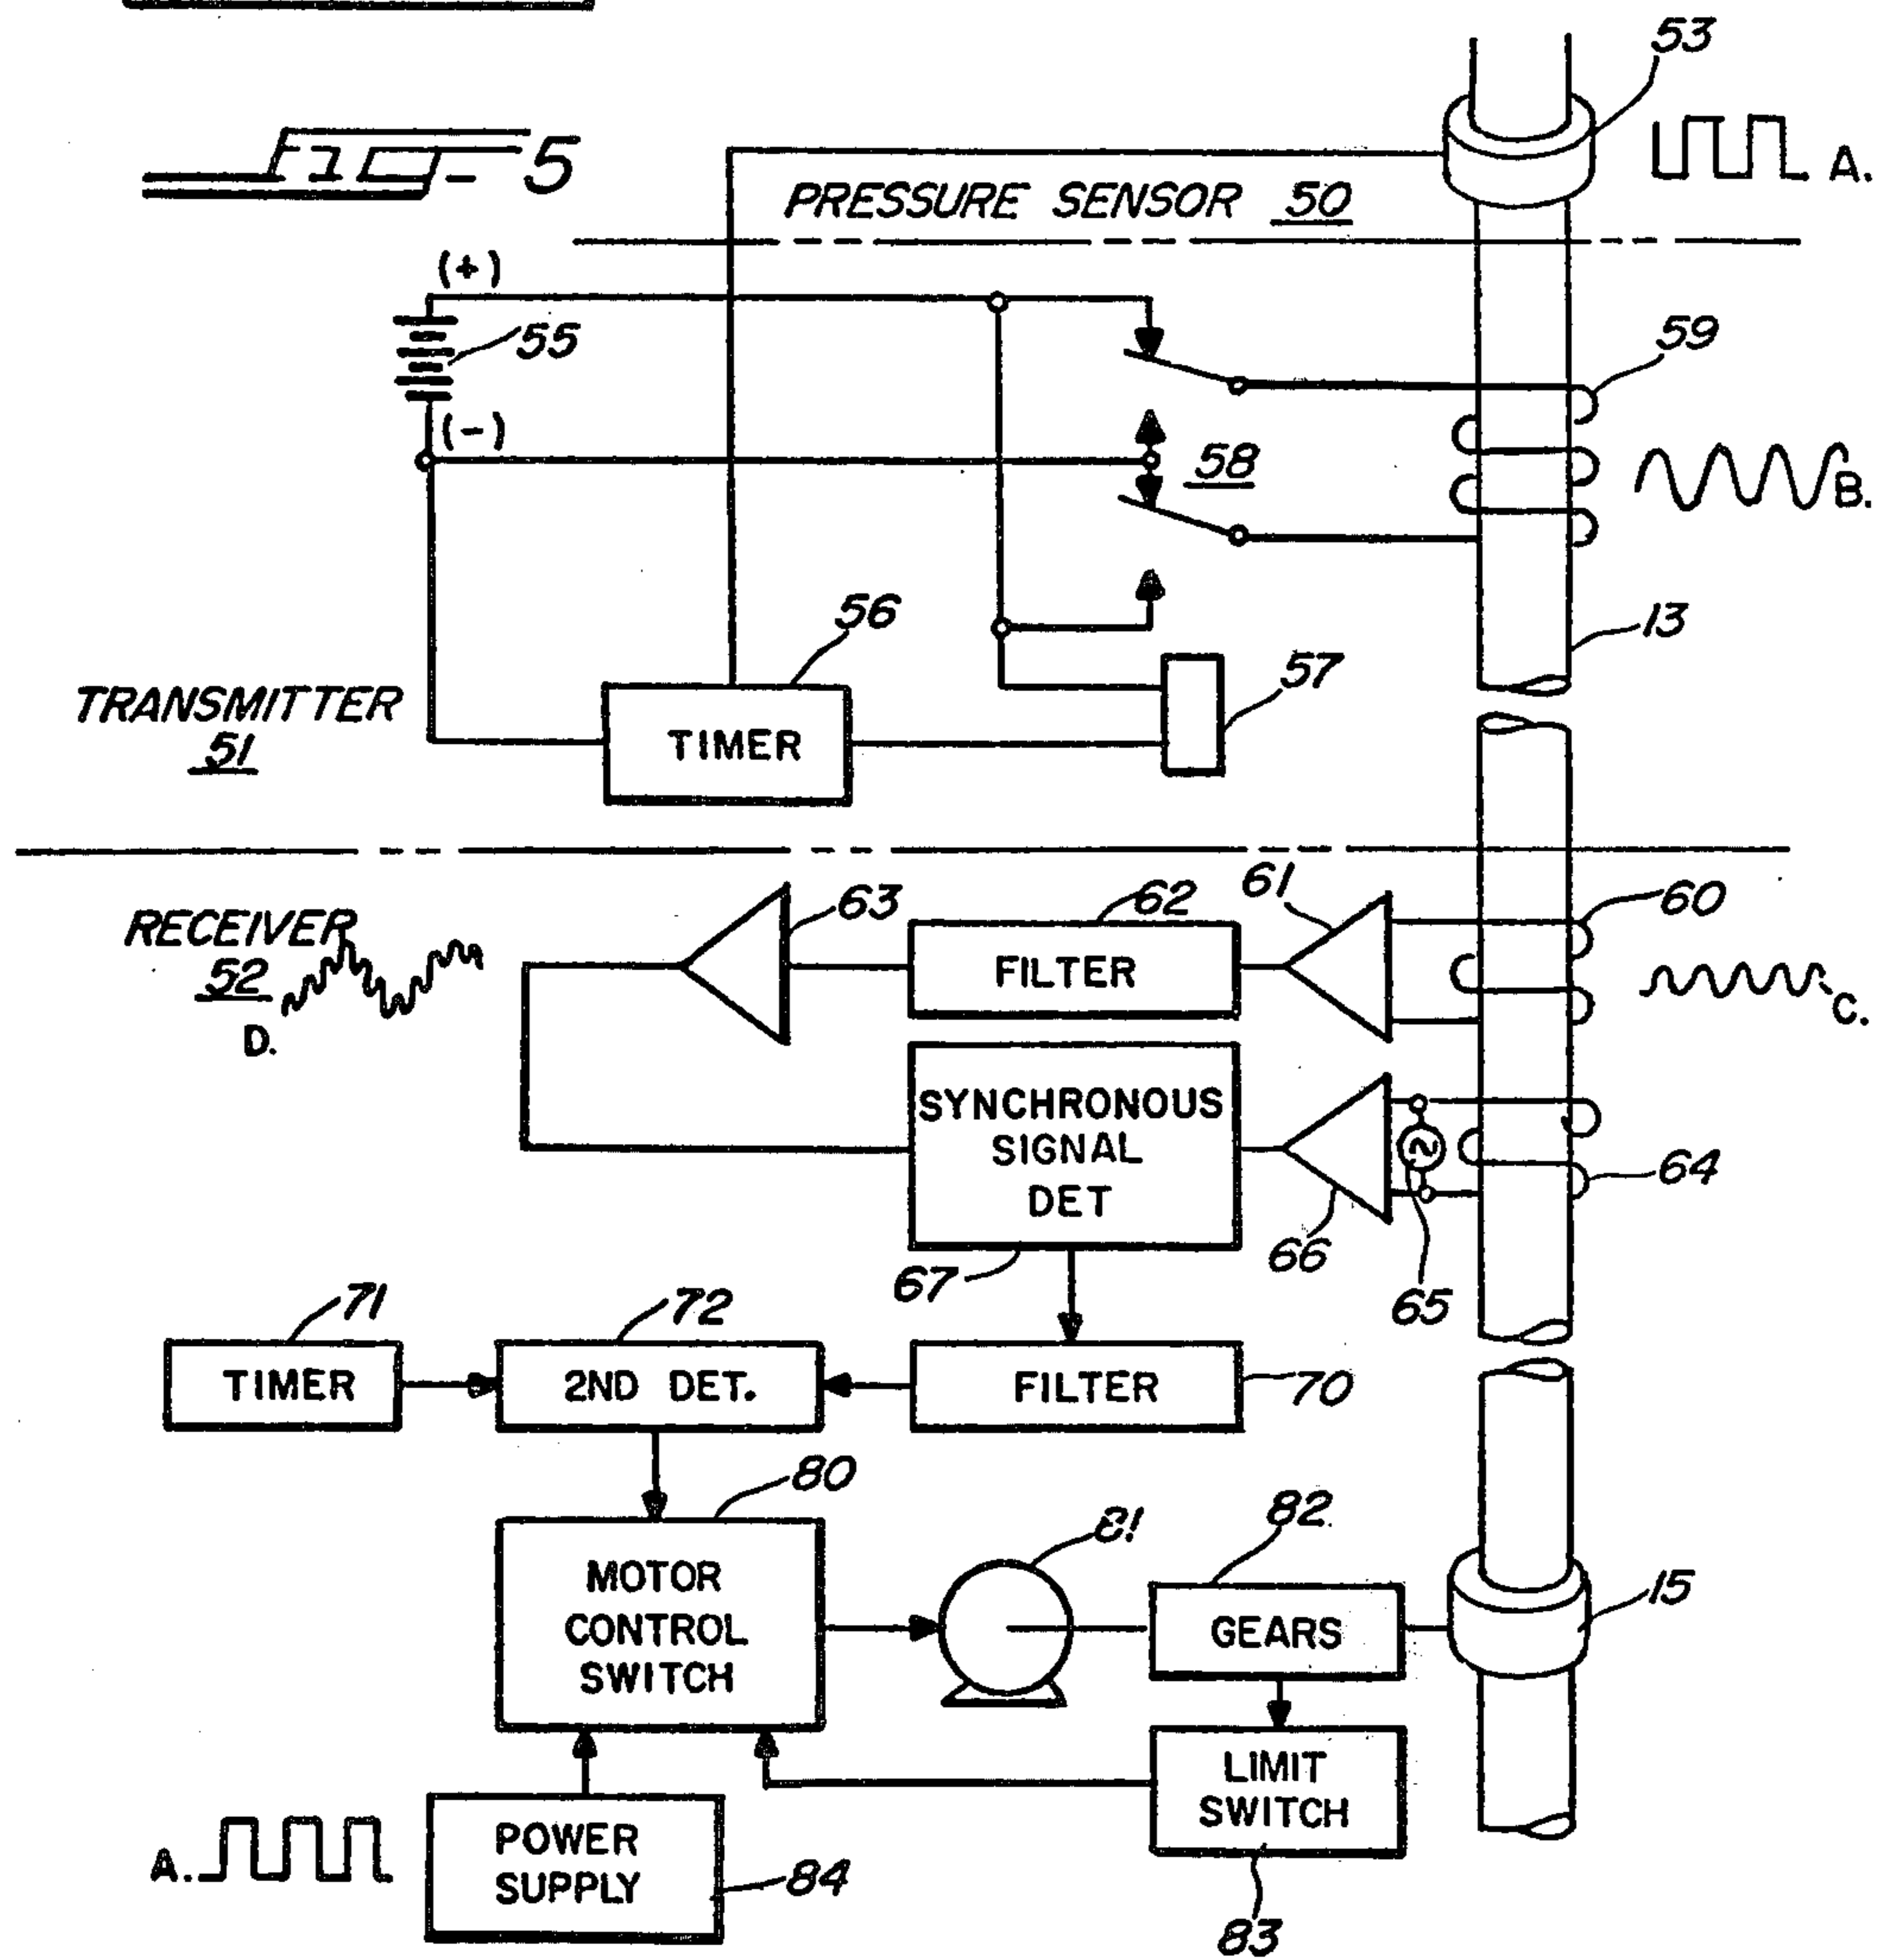 53
FIG_5
A.
PRESSURE SENSOR 50
(+)
55
59
(-)
58
B.
56
13
57
TRANSMITTER
51
TIMER
RECEIVER
52
D.
63
62
61
60
FILTER
C.
SYNCHRONOUS
SIGNAL
DET
64
66
67
65
71
72
TIMER
2ND DET.
FILTER
70
80
81
82
15
MOTOR
CONTROL
SWITCH
GEARS
LIMIT
SWITCH
A.
POWER
SUPPLY
84
83